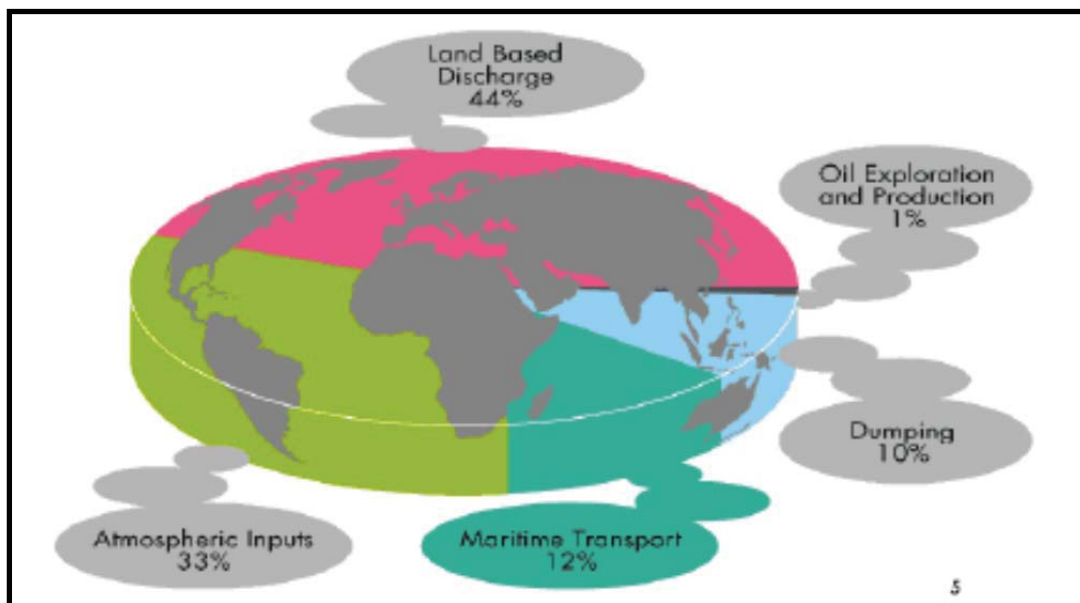 Land Based
Discharge
44%
Oil Exploration
and Production
1%
Dumping
10%
Maritime Transport
12%
Atmospheric Inputs
33%
5